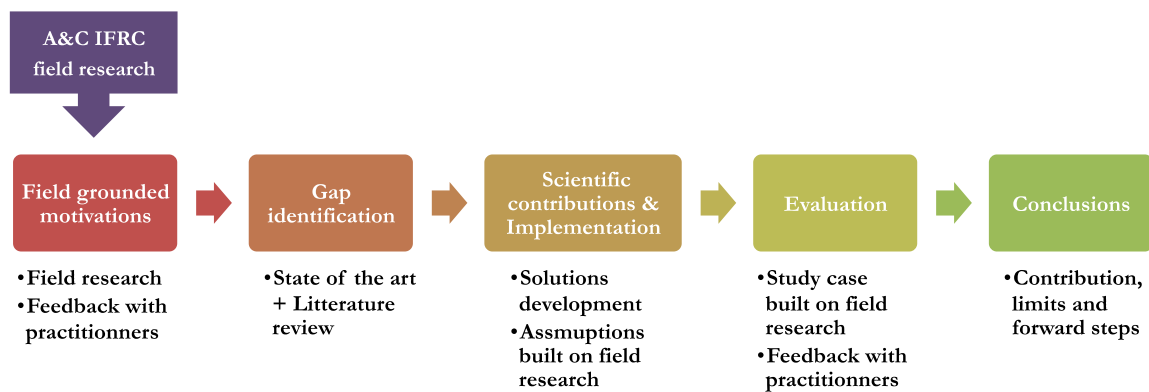 A&C IFRC
field research
Field grounded
motivations
Gap
identification
Scientific
contributions &
Implementation
Evaluation
Conclusions
•Field research
•Feedback with
practitionners
•State of the art
+ Litterature
review
•Solutions
development
•Assmuptions
built on field
research
•Study case
built on field
research
•Feedback with
practitionners
•Contribution,
limits and
forward steps